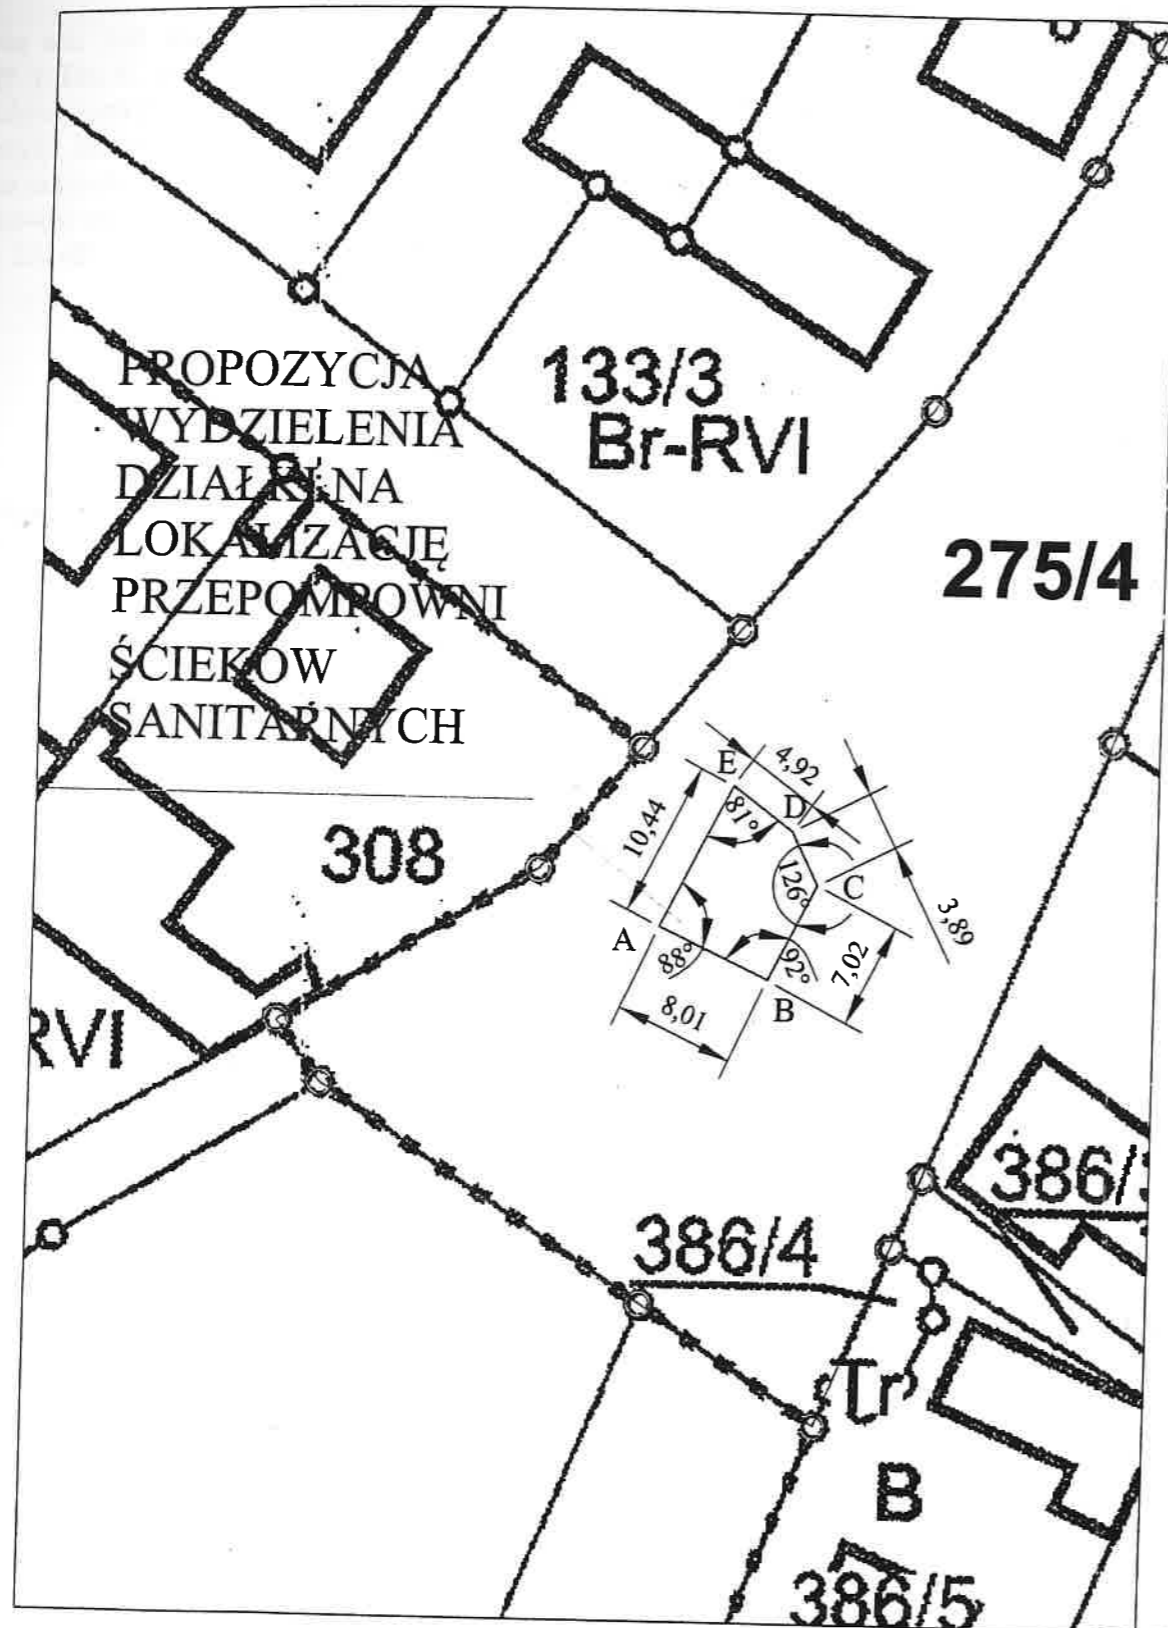 PROPOZYCJA
WYDZIELENIA
DZIAŁKI NA
LOKALIZACJĘ
PRZEPOMPOWNI
ŚCIEKÓW
SANITARNYCH
133/3
Br-RVI
275/4
308
RVI
E
4,92
D
81°
10,44
126°
C
3,89
A
88°
92°
7,02
8,01
B
386/4
386/3
Tr
B
386/5